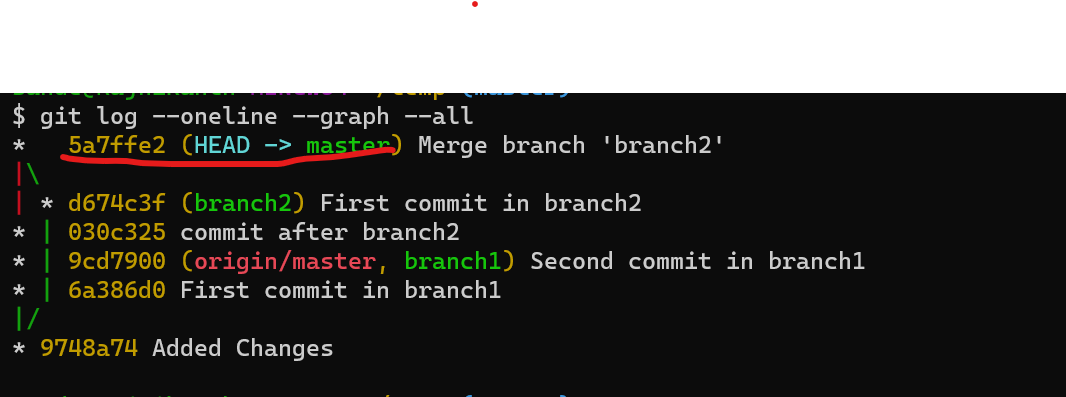 $ git log --oneline --graph --all
*   5a7ffe2 (HEAD -> master) Merge branch 'branch2'
|\
| * d674c3f (branch2) First commit in branch2
* | 030c325 commit after branch2
* | 9cd7900 (origin/master, branch1) Second commit in branch1
* | 6a386d0 First commit in branch1
|/
* 9748a74 Added Changes